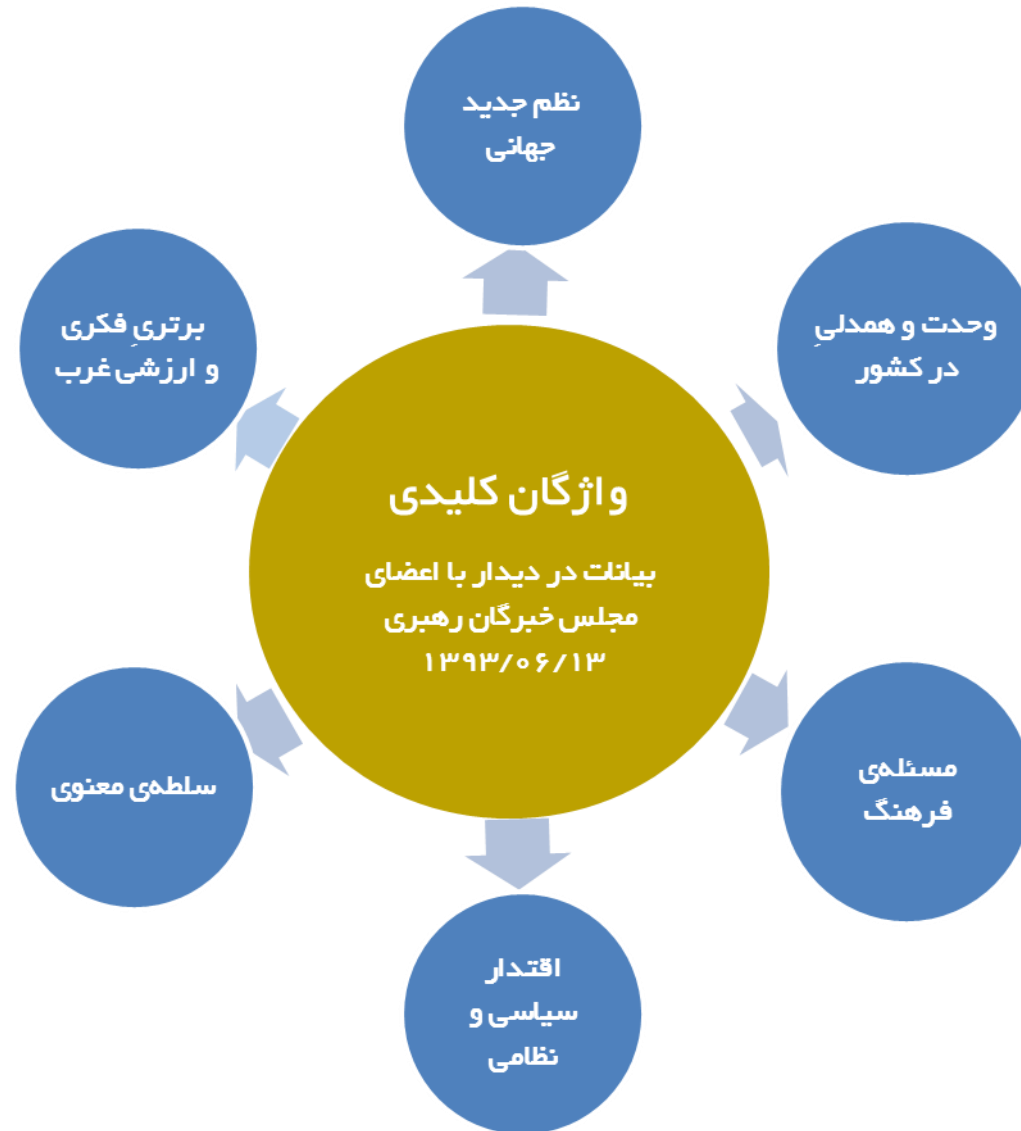 نظم جدید
جهانی
برتریِ فکری
و ارزشی غرب
وحدت و همدلیِ
در کشور
واژگان کلیدی
بیانات در دیدار با اعضای
مجلس خبرگان رهبری
۱۳۹۳/۰۶/۱۳
سلطه‌ی معنوی
مسئله‌ی
فرهنگ
اقتدار
سیاسی و
نظامی